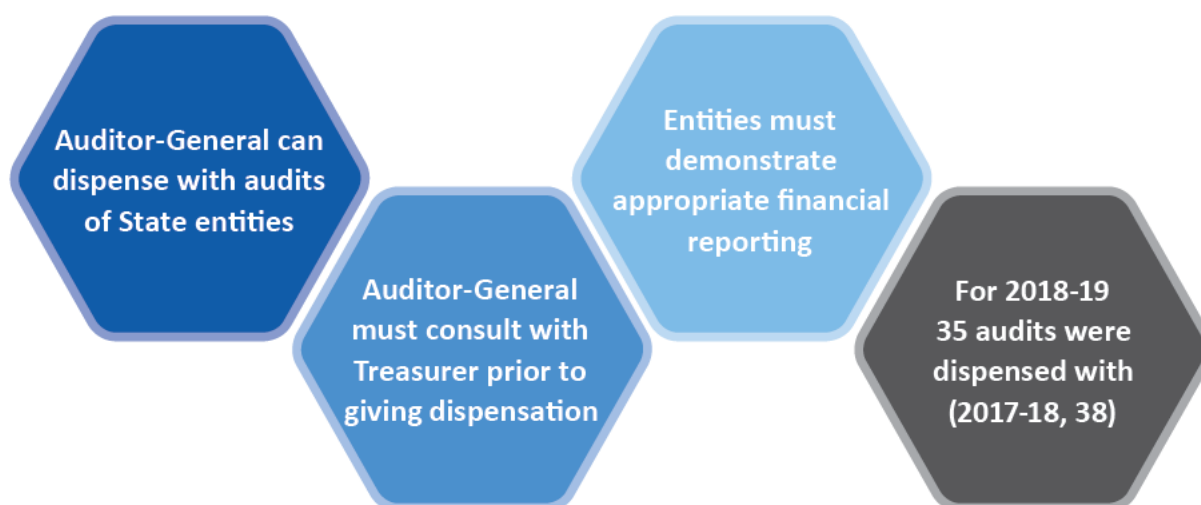 Auditor-General can
dispense with audits
of State entities
Auditor-General
must consult with
Treasurer prior to
giving dispensation
Entities must
demonstrate
appropriate financial
reporting
For 2018-19
35 audits were
dispensed with
(2017-18, 38)